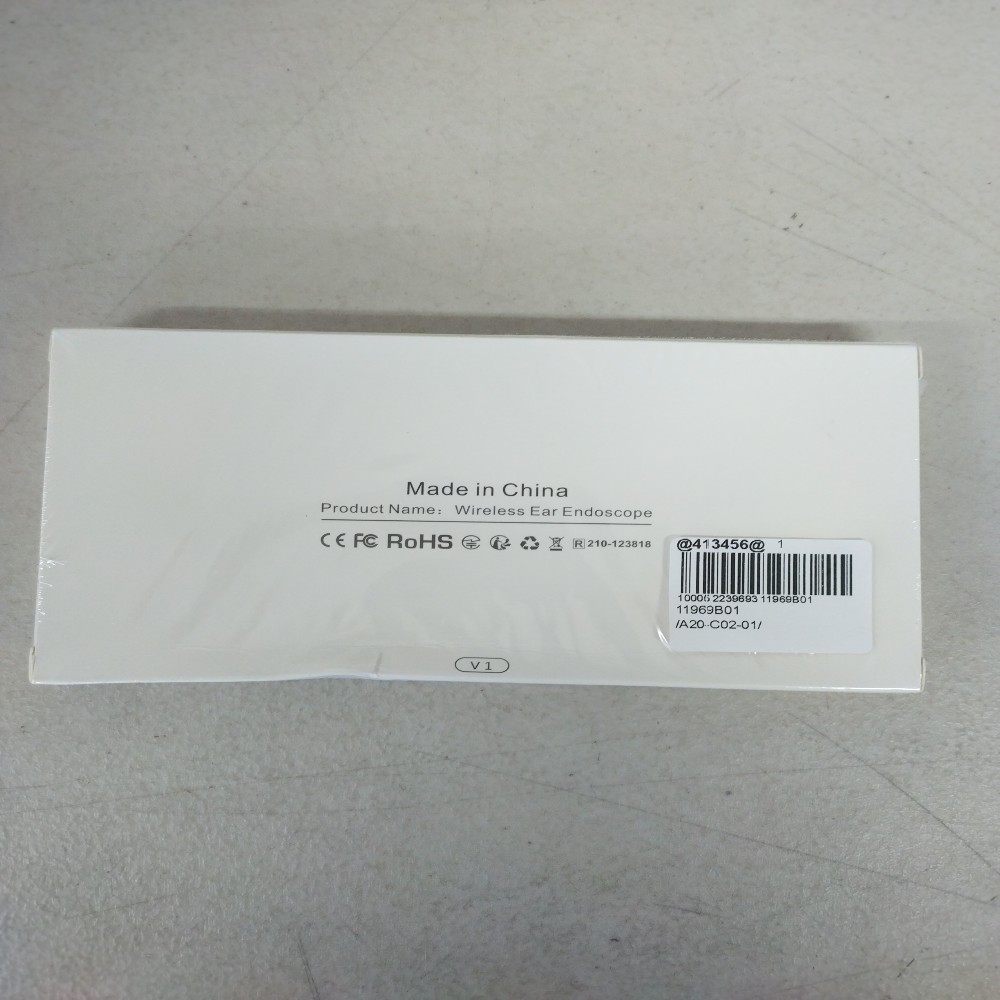 Made in China
Product Name: Wireless Ear Endoscope
CE FC RoHS R 210-123818
@413456@ 1
10006 2239693 11969B01
11969B01
/A20-C02-01/
V1